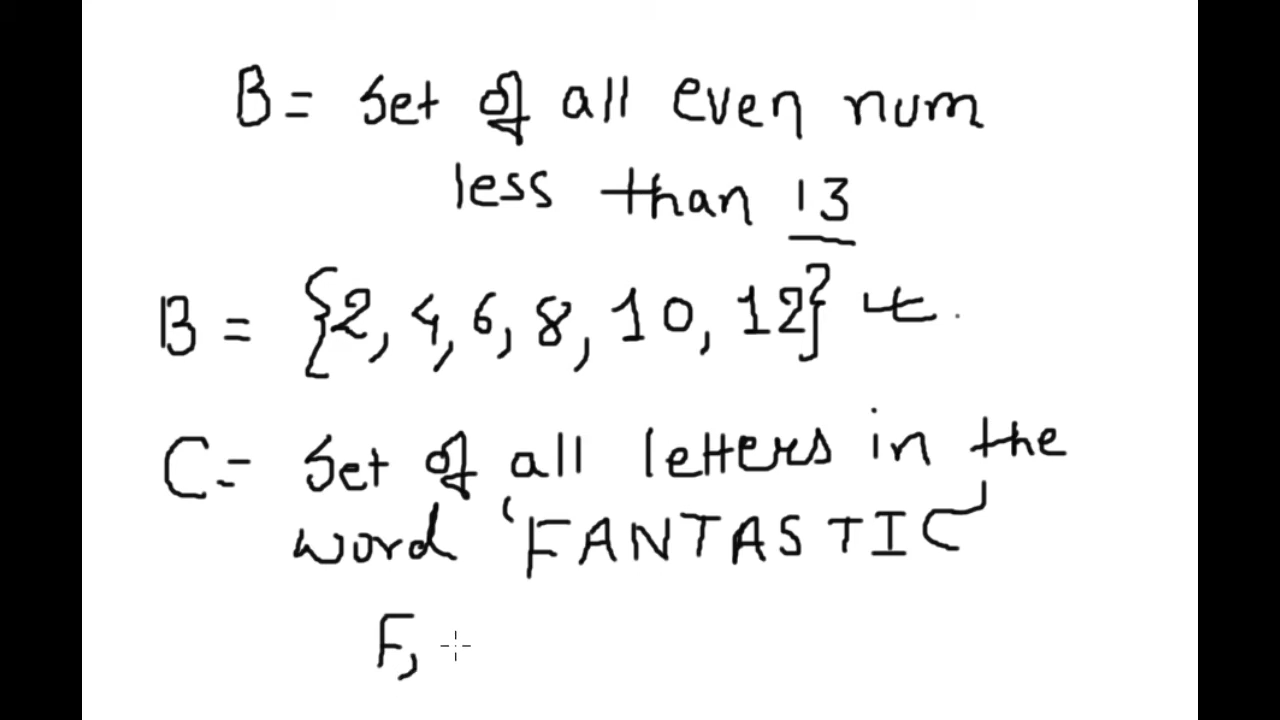 B = Set of all even num
less than 13
B = {2, 4, 6, 8, 10, 12}
C = Set of all letters in the
word 'FANTASTIC'
F,